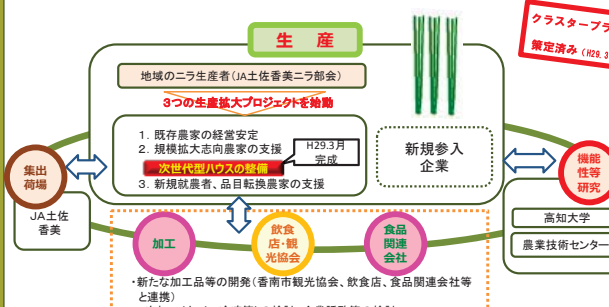 クラスタープラ
策定済み（H29.3
生 産
地域のニラ生産者（JA土佐香美ニラ部会）
3つの生産拡大プロジェクトを始動
1. 既存農家の経営安定
2. 規模拡大志向農家の支援
H29.3月
完成
次世代型ハウスの整備
3. 新規就農者、品目転換農家の支援
新規参入
企業
集出
荷場
JA土佐
香美
機能
性等
研究
高知大学
農業技術センター
加工
飲食
店・観
光協会
食品
関連
会社
・新たな加工品等の開発（香南市観光協会、飲食店、食品関連会社等
と連携）